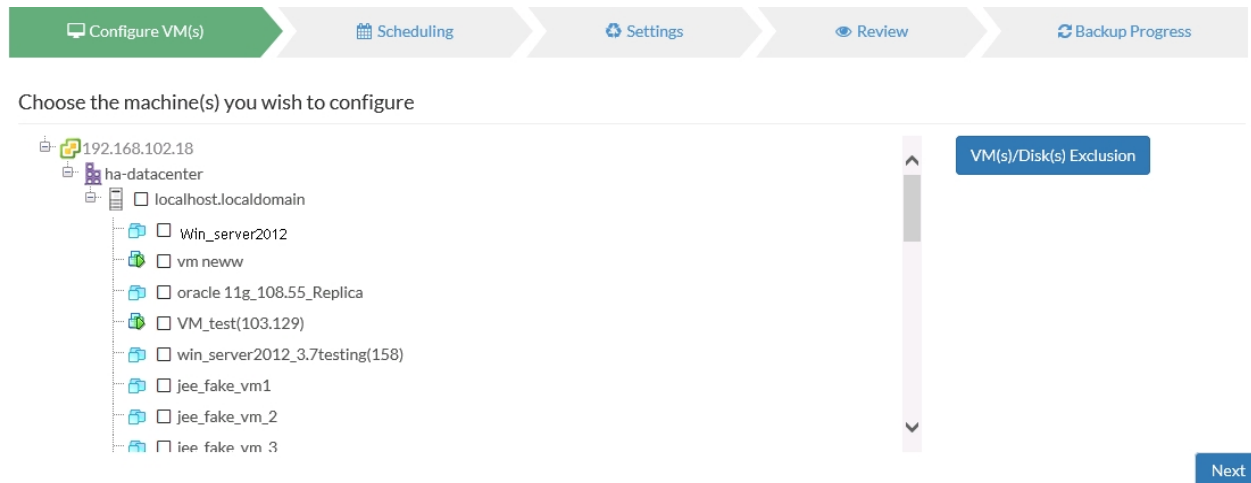 Configure VM(s) Scheduling Settings Review Backup Progress
Choose the machine(s) you wish to configure
192.168.102.18
VM(s)/Disk(s) Exclusion
ha-datacenter
localhost.localdomain
Win_server2012
vm neww
oracle 11g_108.55_Replica
VM_test(103.129)
win_server2012_3.7testing(158)
jee_fake_vm1
jee_fake_vm_2
jee_fake_vm_3
Next